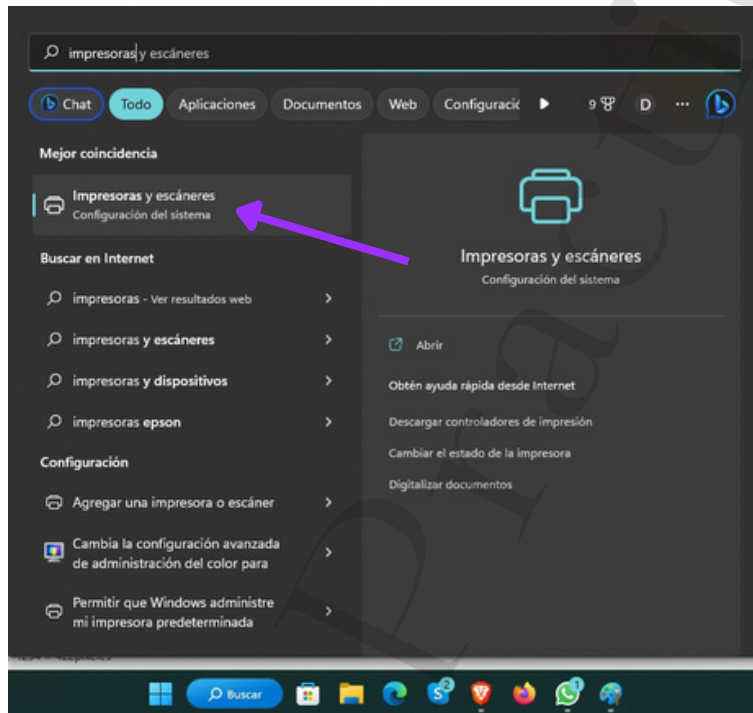 impresoras y escáneres
Chat Todo Aplicaciones Documentos Web Configuració 9 D ...
Mejor coincidencia
Impresoras y escáneres
Configuración del sistema
Buscar en Internet
impresoras - Ver resultados web
impresoras y escáneres
impresoras y dispositivos
impresoras epson
Configuración
Agregar una impresora o escáner
Cambia la configuración avanzada
de administración del color para
Permitir que Windows administre
mi impresora predeterminada
Impresoras y escáneres
Configuración del sistema
Abrir
Obtén ayuda rápida desde Internet
Descargar controladores de impresión
Cambiar el estado de la impresora
Digitalizar documentos
Buscar
2
1